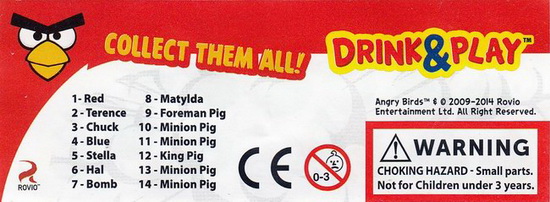 COLLECT THEM ALL!
DRINK&PLAY™
1- Red
2- Terence
3- Chuck
4- Blue
5- Stella
6- Hal
7- Bomb
8 - Matylda
9 - Foreman Pig
10 - Minion Pig
11 - Minion Pig
12 - King Pig
13 - Minion Pig
14 - Minion Pig
Angry Birds™ & © 2009-2014 Rovio
Entertainment Ltd. All Right Reserved.
ROVIO™
CE
0-3
WARNING
CHOKING HAZARD - Small parts.
Not for Children under 3 years.